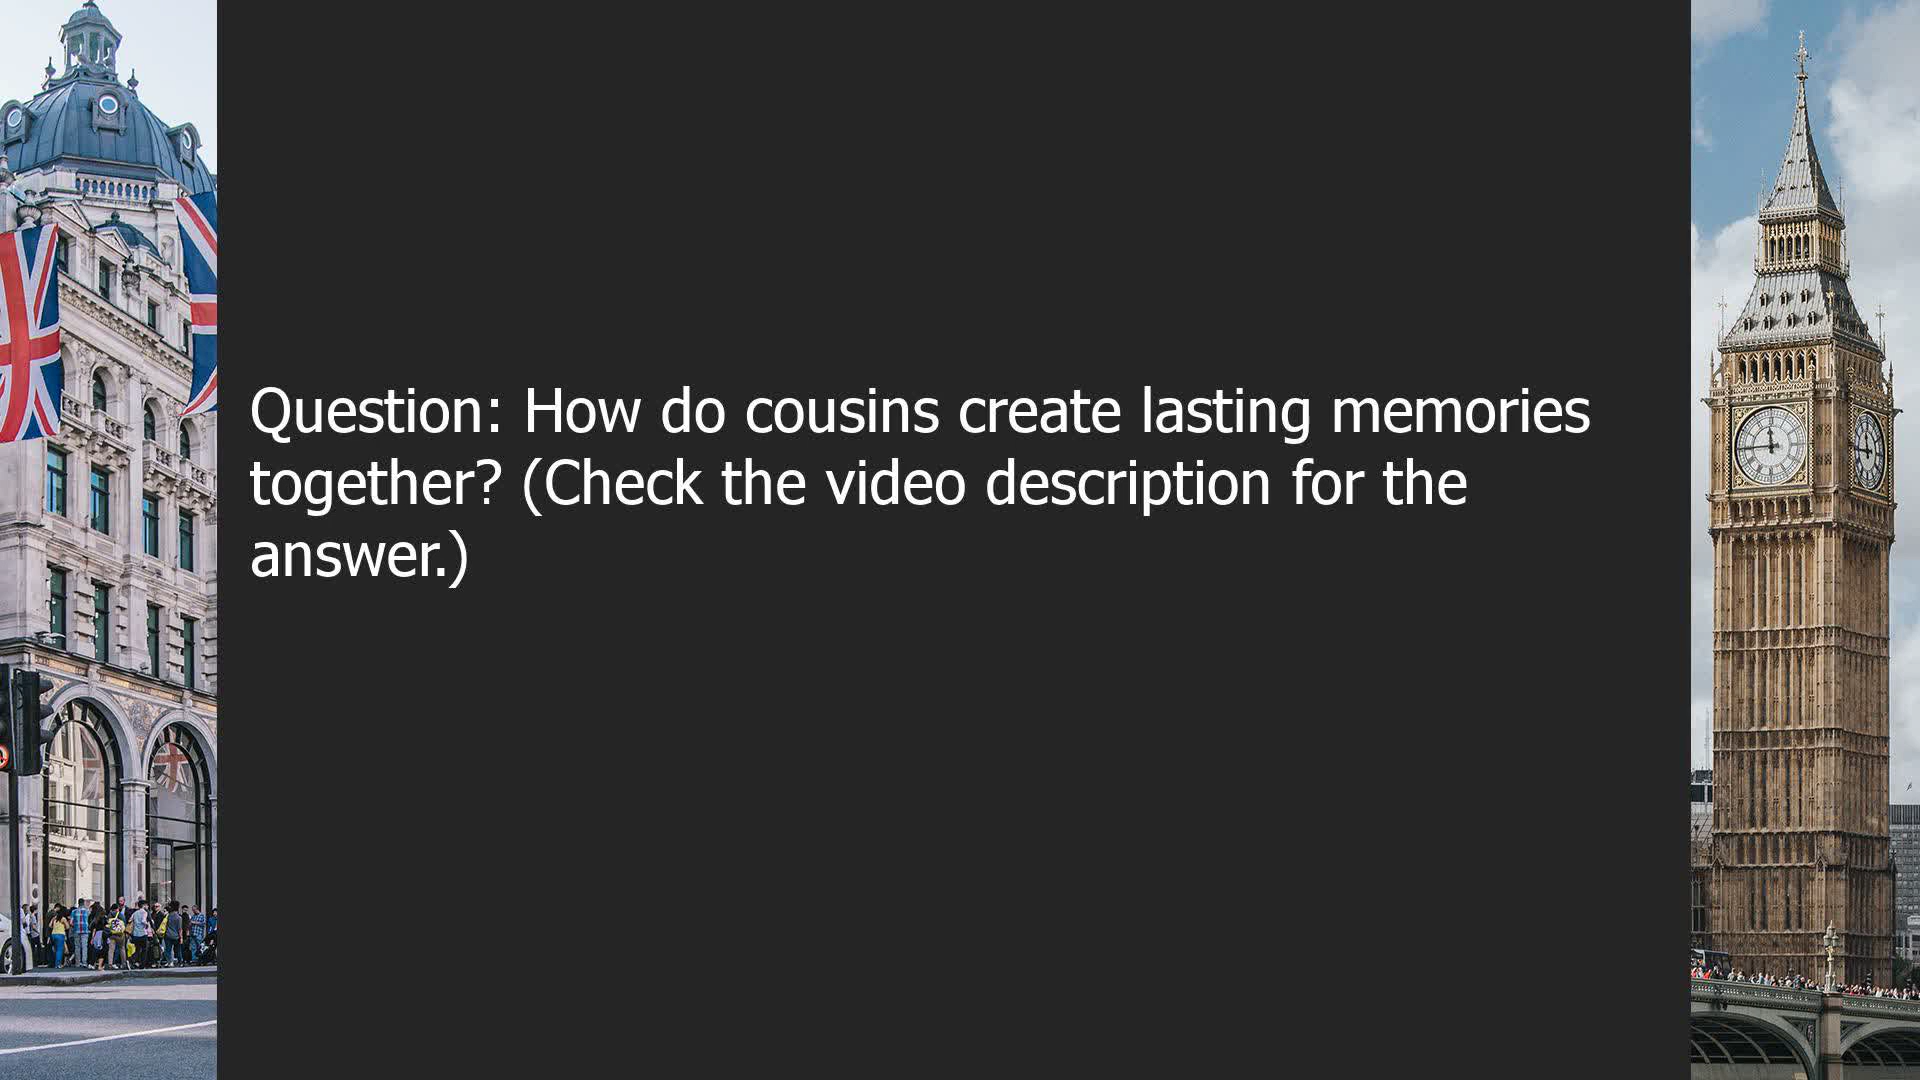 Question: How do cousins create lasting memories
together? (Check the video description for the
answer.)